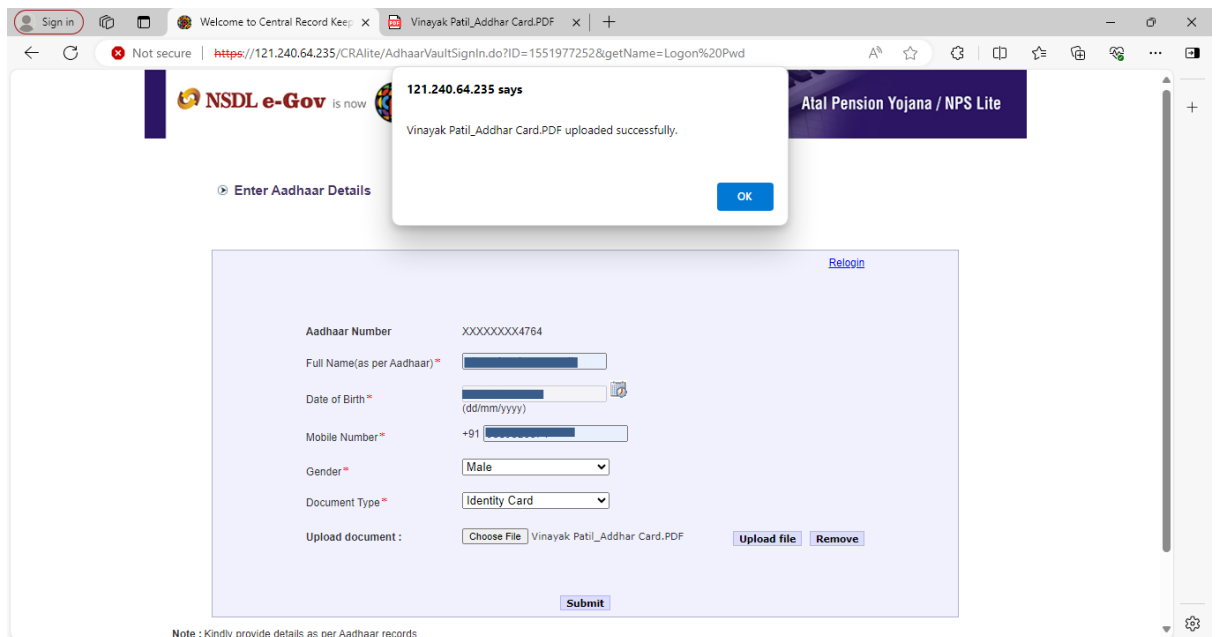 Sign in
Welcome to Central Record Keep
Vinayak Patil_Addhar Card.PDF
Not secure
https://121.240.64.235/CRAlite/AdhaarVaultSignIn.do?ID=1551977252&getName=Logon%20Pwd
NSDL e-Gov is now
Atal Pension Yojana / NPS Lite
121.240.64.235 says
Vinayak Patil_Addhar Card.PDF uploaded successfully.
OK
Enter Aadhaar Details
Relogin
Aadhaar Number XXXXXXXX4764
Full Name(as per Aadhaar)*
Date of Birth*
(dd/mm/yyyy)
Mobile Number* +91
Gender* Male
Document Type* Identity Card
Upload document : Choose File Vinayak Patil_Addhar Card.PDF Upload file Remove
Submit
Note : Kindly provide details as per Aadhaar records